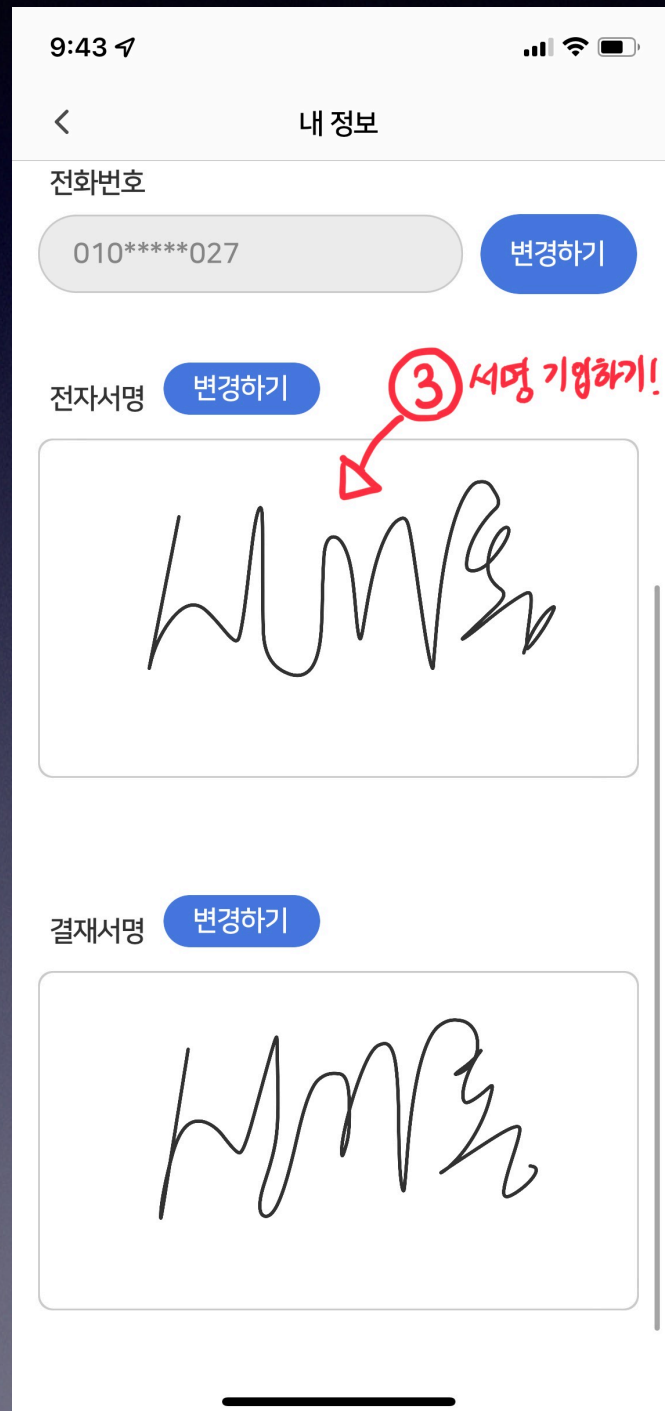 9:43
내 정보
전화번호
010*****027
변경하기
전자서명
변경하기
③ 서명 기입하기!
결재서명
변경하기